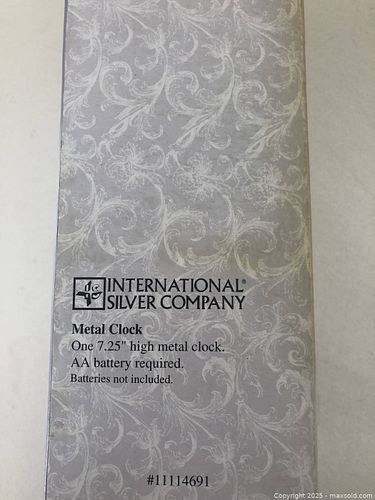 INTERNATIONAL®
SILVER COMPANY
Metal Clock
One 7.25" high metal clock.
AA battery required.
Batteries not included.
#11114691
Copyright 2025 - maxsold.com